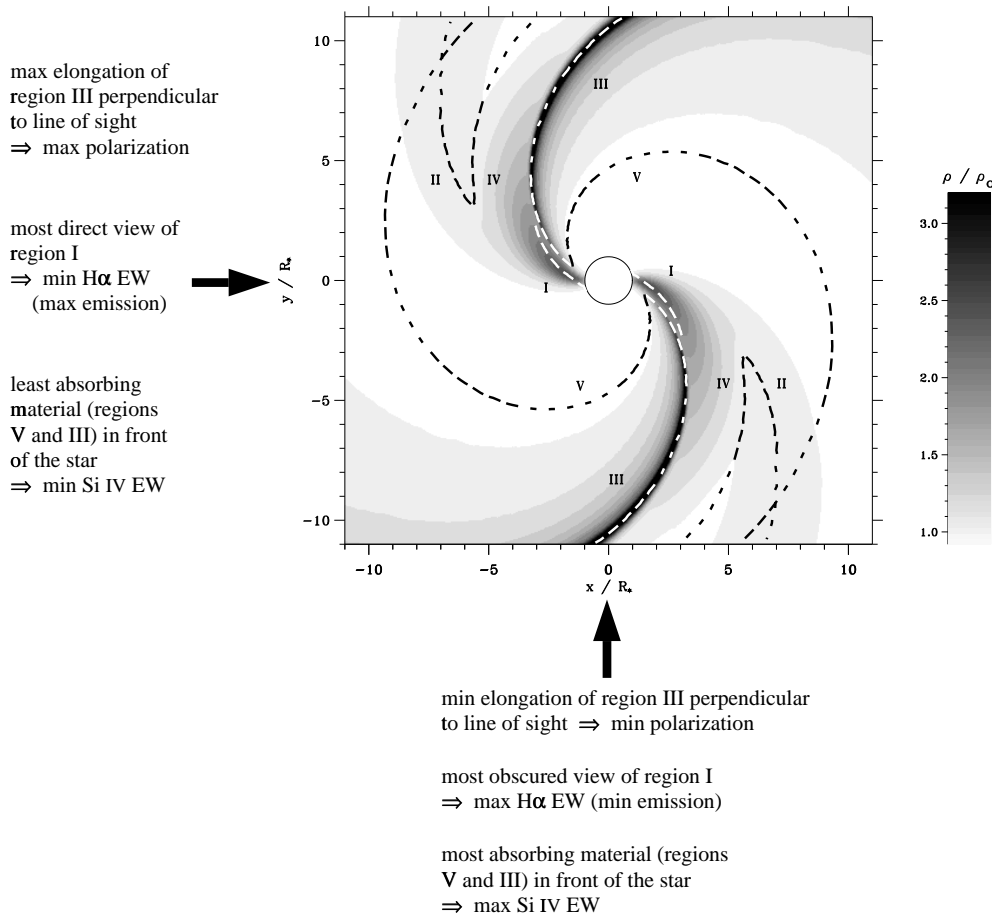 max elongation of
region III perpendicular
to line of sight
⇒ max polarization
most direct view of
region I
⇒ min Hα EW
(max emission)
least absorbing
material (regions
V and III) in front
of the star
⇒ min Si IV EW
10
5
0
-5
-10
y / R*
-10 -5 0 5 10
x / R*
III
II IV V
I I
V IV II
III
ρ / ρo
3.0
2.5
2.0
1.5
1.0
min elongation of region III perpendicular
to line of sight ⇒ min polarization
most obscured view of region I
⇒ max Hα EW (min emission)
most absorbing material (regions
V and III) in front of the star
⇒ max Si IV EW